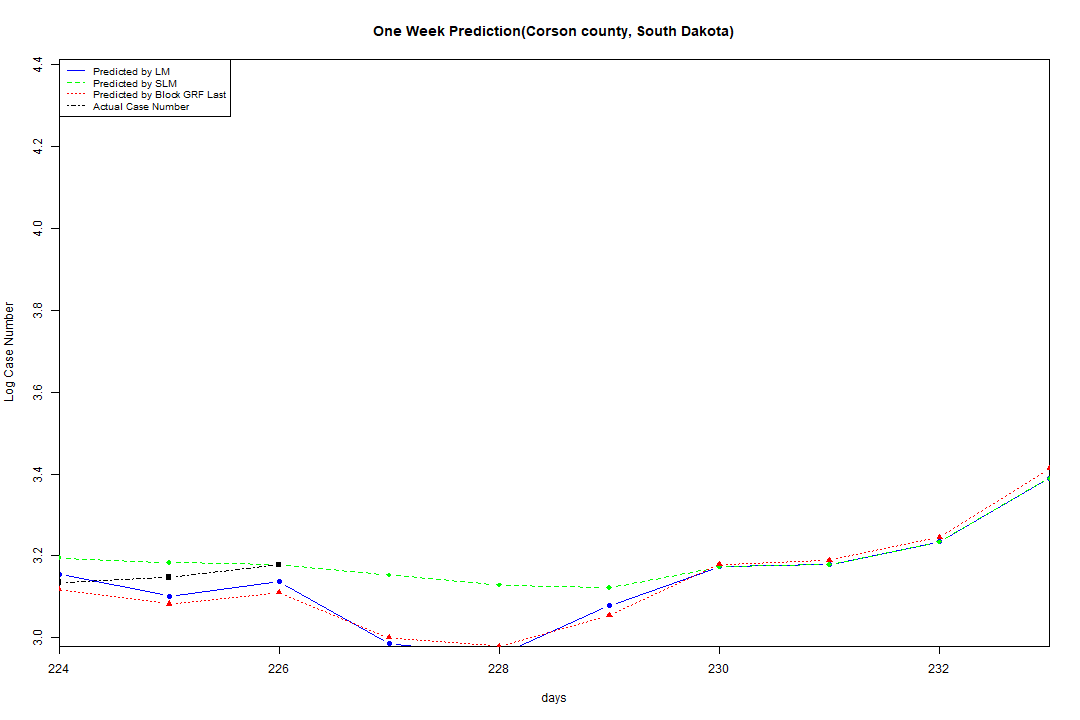 One Week Prediction(Corson county, South Dakota)
Predicted by LM
Predicted by SLM
Predicted by Block GRF Last
Actual Case Number
4.4
4.2
4.0
3.8
3.6
3.4
3.2
3.0
Log Case Number
224 226 228 230 232
days